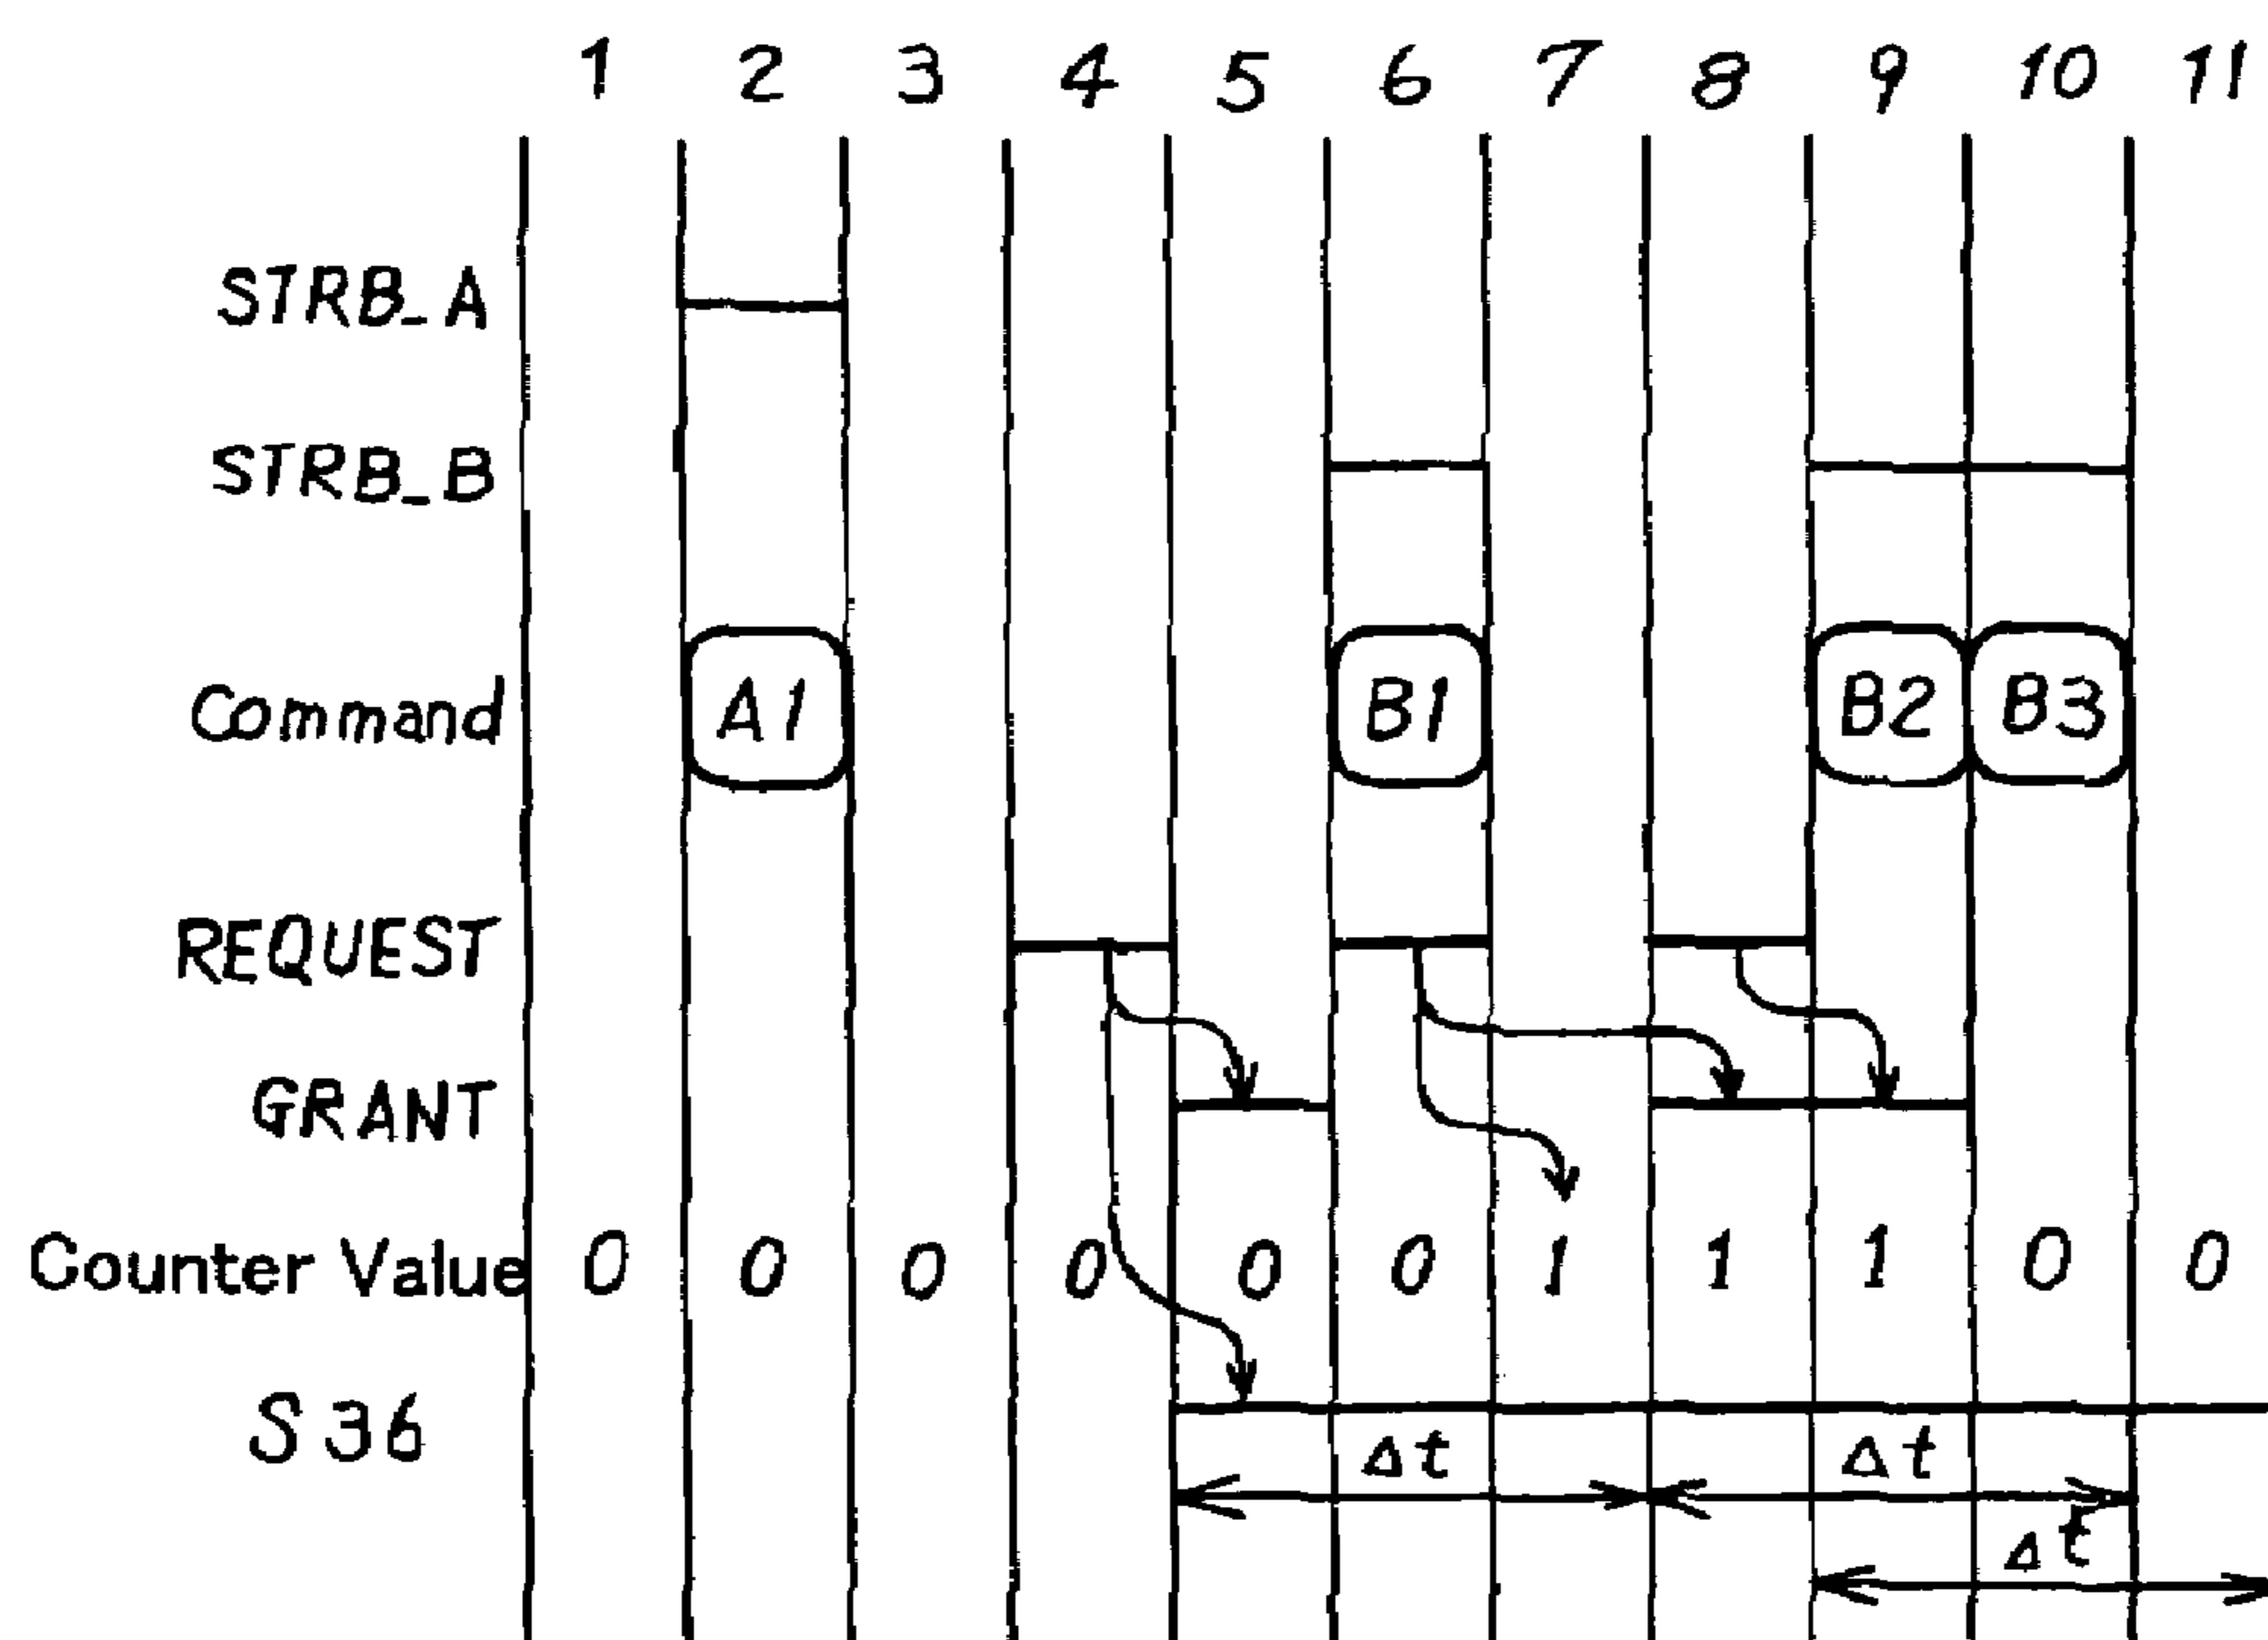 1 2 3 4 5 6 7 8 9 10 11
STRB_A
STRB_B
Command A1 B1 B2 B3
REQUEST
GRANT
Counter Value 0 0 0 0 0 0 1 1 1 0 0
S36
Δt Δt
Δt